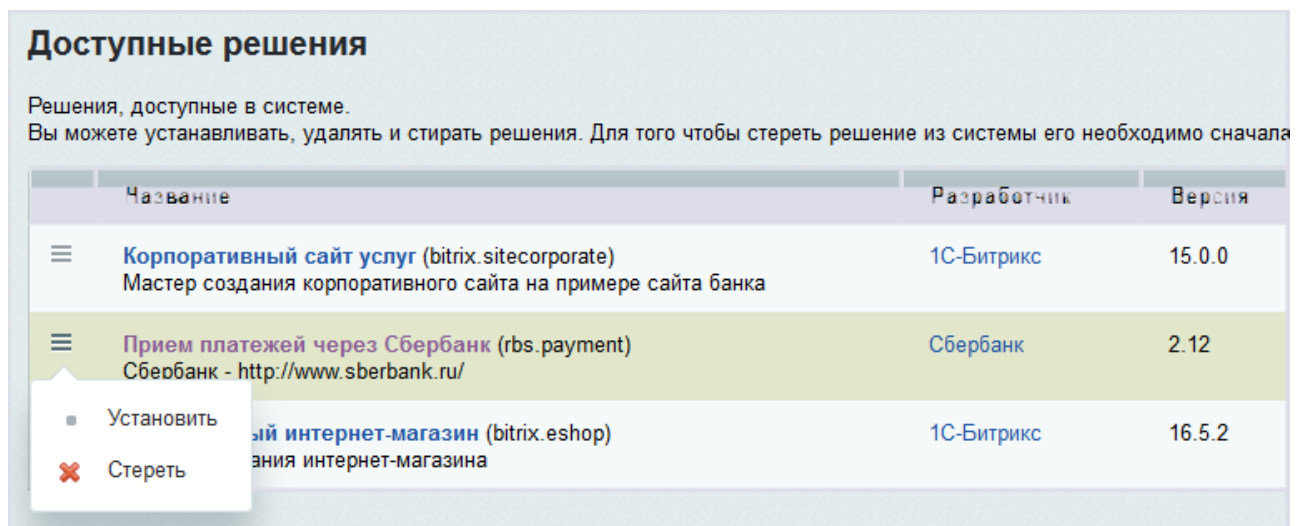 Доступные решения
Решения, доступные в системе.
Вы можете устанавливать, удалять и стирать решения. Для того чтобы стереть решение из системы его необходимо сначала
Название Разработчик Версия
Корпоративный сайт услуг (bitrix.sitecorporate) 1С-Битрикс 15.0.0
Мастер создания корпоративного сайта на примере сайта банка
Прием платежей через Сбербанк (rbs.payment) Сбербанк 2.12
Сбербанк - http://www.sberbank.ru/
Установить
ый интернет-магазин (bitrix.eshop) 1С-Битрикс 16.5.2
ания интернет-магазина
Стереть